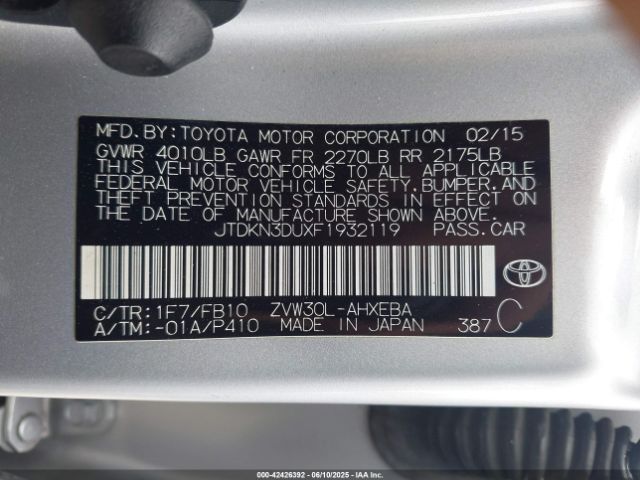 MFD. BY: TOYOTA MOTOR CORPORATION 02/15
GVWR 4010LB GAWR FR 2270LB RR 2175LB
THIS VEHICLE CONFORMS TO ALL APPLICABLE
FEDERAL MOTOR VEHICLE SAFETY, BUMPER, AND
THEFT PREVENTION STANDARDS IN EFFECT ON
THE DATE OF MANUFACTURE SHOWN ABOVE.
JTDKN3DUXF1932119 PASS. CAR
C/TR: 1F7/FB10 ZVW30L-AHXEBA
A/TM: -01A/P410 MADE IN JAPAN 387 C
000-42426392 - 06/10/2025 - IAA Inc.